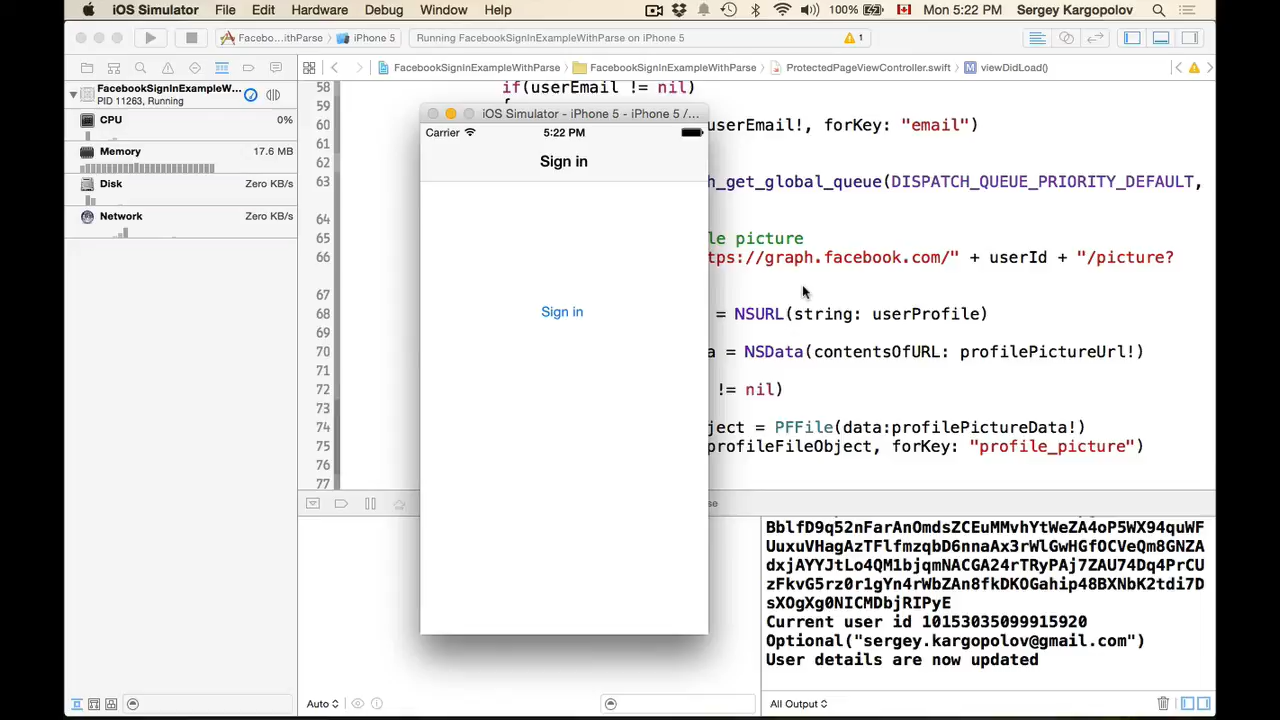 iOS Simulator File Edit Hardware Debug Window Help 100% Mon 5:22 PM Sergey Kargopolov
Facebo...ithParse iPhone 5 Running FacebookSignInExampleWithParse on iPhone 5 1
FacebookSignInExampleWithParse FacebookSignInExampleWithParse ProtectedPageViewController.swift M viewDidLoad()
FacebookSignInExampleW...
PID 11263, Running
CPU 0%
Memory 17.6 MB
Disk Zero KB/s
Network Zero KB/s
58 if(userEmail != nil)
59
60 userEmail!, forKey: "email")
61
62
63 h_get_global_queue(DISPATCH_QUEUE_PRIORITY_DEFAULT,
64
65 le picture
66 tps://graph.facebook.com/" + userId + "/picture?
67
68 = NSURL(string: userProfile)
69
70 a = NSData(contentsOfURL: profilePictureUrl!)
71
72 != nil)
73
74 ject = PFFile(data:profilePictureData!)
75 profileFileObject, forKey: "profile_picture")
76
77
iOS Simulator - iPhone 5 - iPhone 5 /...
Carrier 5:22 PM
Sign in
Sign in
se
BblfD9q52nFarAnOmdsZCEuMMvhYtWeZA4oP5WX94quWF
UuxuVHagAzTFlfmzqbD6nnaAx3rWlGwHGfOCVeQm8GNZA
dxjAYYJtLo4QM1bjqmNACGA24rTRyPAj7ZAU74Dq4PrCU
zFkvG5rz0r1gYn4rWbZAn8fkDKOGahip48BXNbK2tdi7D
sXOgXg0NICMDbjRIPyE
Current user id 10153035099915920
Optional("sergey.kargopolov@gmail.com")
User details are now updated
Auto All Output